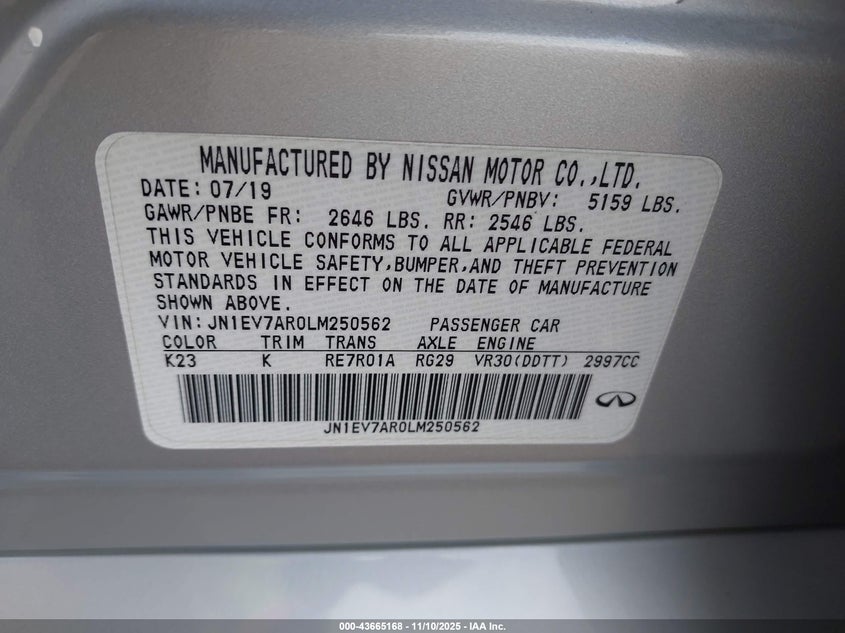 MANUFACTURED BY NISSAN MOTOR CO.,LTD.
DATE: 07/19 GVWR/PNBV: 5159 LBS.
GAWR/PNBE FR: 2646 LBS. RR: 2546 LBS.
THIS VEHICLE CONFORMS TO ALL APPLICABLE FEDERAL
MOTOR VEHICLE SAFETY,BUMPER,AND THEFT PREVENTION
STANDARDS IN EFFECT ON THE DATE OF MANUFACTURE
SHOWN ABOVE.
VIN:JN1EV7AR0LM250562 PASSENGER CAR
COLOR TRIM TRANS AXLE ENGINE
K23 K RE7R01A RG29 VR30(DDTT) 2997CC
JN1EV7AR0LM250562
000-43665168 - 11/10/2025 - IAA Inc.